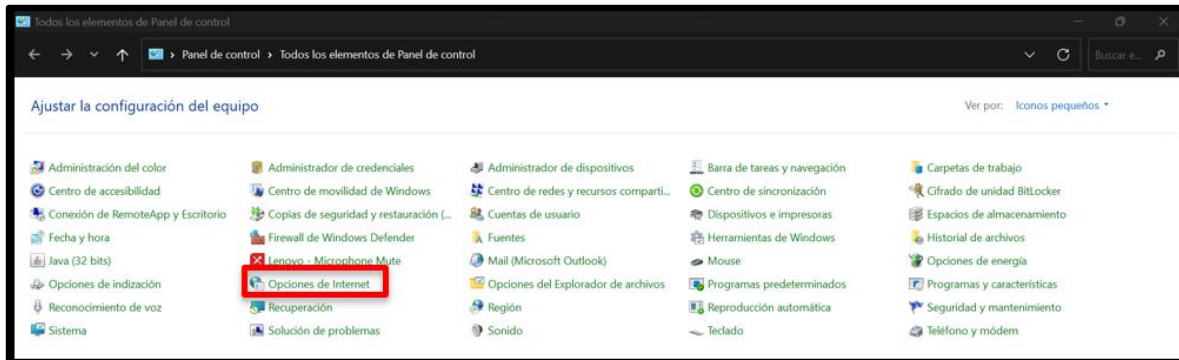 Todos los elementos de Panel de control
Panel de control > Todos los elementos de Panel de control
Buscar e...
Ajustar la configuración del equipo
Ver por: Iconos pequeños
Administración del color
Administrador de credenciales
Administrador de dispositivos
Barra de tareas y navegación
Carpetas de trabajo
Centro de accesibilidad
Centro de movilidad de Windows
Centro de redes y recursos comparti...
Centro de sincronización
Cifrado de unidad BitLocker
Conexión de RemoteApp y Escritorio
Copias de seguridad y restauración (...
Cuentas de usuario
Dispositivos e impresoras
Espacios de almacenamiento
Fecha y hora
Firewall de Windows Defender
Fuentes
Herramientas de Windows
Historial de archivos
Java (32 bits)
Lenovo - Microphone Mute
Mail (Microsoft Outlook)
Mouse
Opciones de energía
Opciones de indización
Opciones de Internet
Opciones del Explorador de archivos
Programas predeterminados
Programas y características
Reconocimiento de voz
Recuperación
Región
Reproducción automática
Seguridad y mantenimiento
Sistema
Solución de problemas
Sonido
Teclado
Teléfono y módem